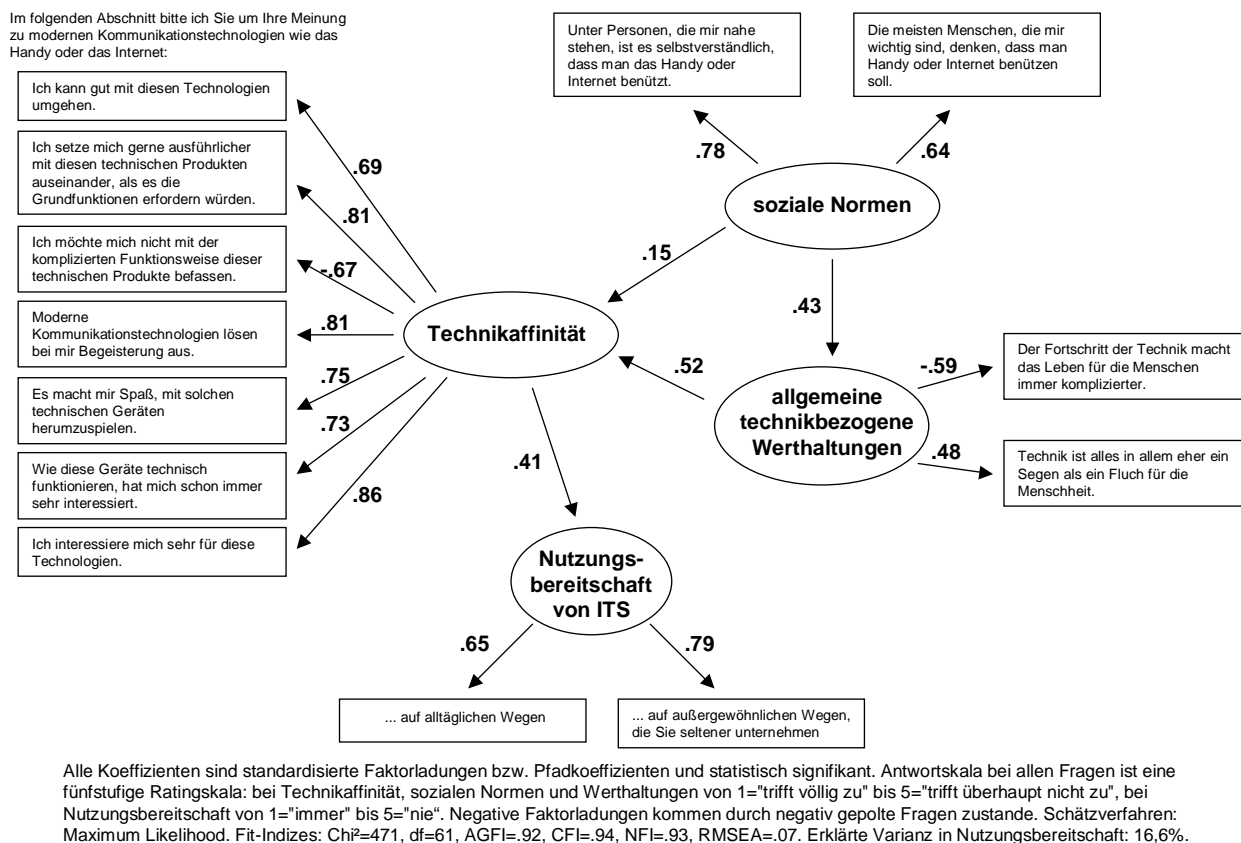 Im folgenden Abschnitt bitte ich Sie um Ihre Meinung
zu modernen Kommunikationstechnologien wie das
Handy oder das Internet:
Ich kann gut mit diesen Technologien
umgehen.
Ich setze mich gerne ausführlicher
mit diesen technischen Produkten
auseinander, als es die
Grundfunktionen erfordern würden.
Ich möchte mich nicht mit der
komplizierten Funktionsweise dieser
technischen Produkte befassen.
Moderne
Kommunikationstechnologien lösen
bei mir Begeisterung aus.
Es macht mir Spaß, mit solchen
technischen Geräten
herumzuspielen.
Wie diese Geräte technisch
funktionieren, hat mich schon immer
sehr interessiert.
Ich interessiere mich sehr für diese
Technologien.
.69
.81
-.67
.81
.75
.73
.86
Technikaffinität
Unter Personen, die mir nahe
stehen, ist es selbstverständlich,
dass man das Handy oder
Internet benützt.
Die meisten Menschen, die mir
wichtig sind, denken, dass man
Handy oder Internet benützen
soll.
.78
.64
soziale Normen
.15
.43
.52
allgemeine
technikbezogene
Werthaltungen
-.59
.48
Der Fortschritt der Technik macht
das Leben für die Menschen
immer komplizierter.
Technik ist alles in allem eher ein
Segen als ein Fluch für die
Menschheit.
.41
Nutzungs-
bereitschaft
von ITS
.65
.79
... auf alltäglichen Wegen
... auf außergewöhnlichen Wegen,
die Sie seltener unternehmen
Alle Koeffizienten sind standardisierte Faktorladungen bzw. Pfadkoeffizienten und statistisch signifikant. Antwortskala bei allen Fragen ist eine
fünfstufige Ratingskala: bei Technikaffinität, sozialen Normen und Werthaltungen von 1="trifft völlig zu" bis 5="trifft überhaupt nicht zu", bei
Nutzungsbereitschaft von 1="immer" bis 5="nie“. Negative Faktorladungen kommen durch negativ gepolte Fragen zustande. Schätzverfahren:
Maximum Likelihood. Fit-Indizes: Chi²=471, df=61, AGFI=.92, CFI=.94, NFI=.93, RMSEA=.07. Erklärte Varianz in Nutzungsbereitschaft: 16,6%.